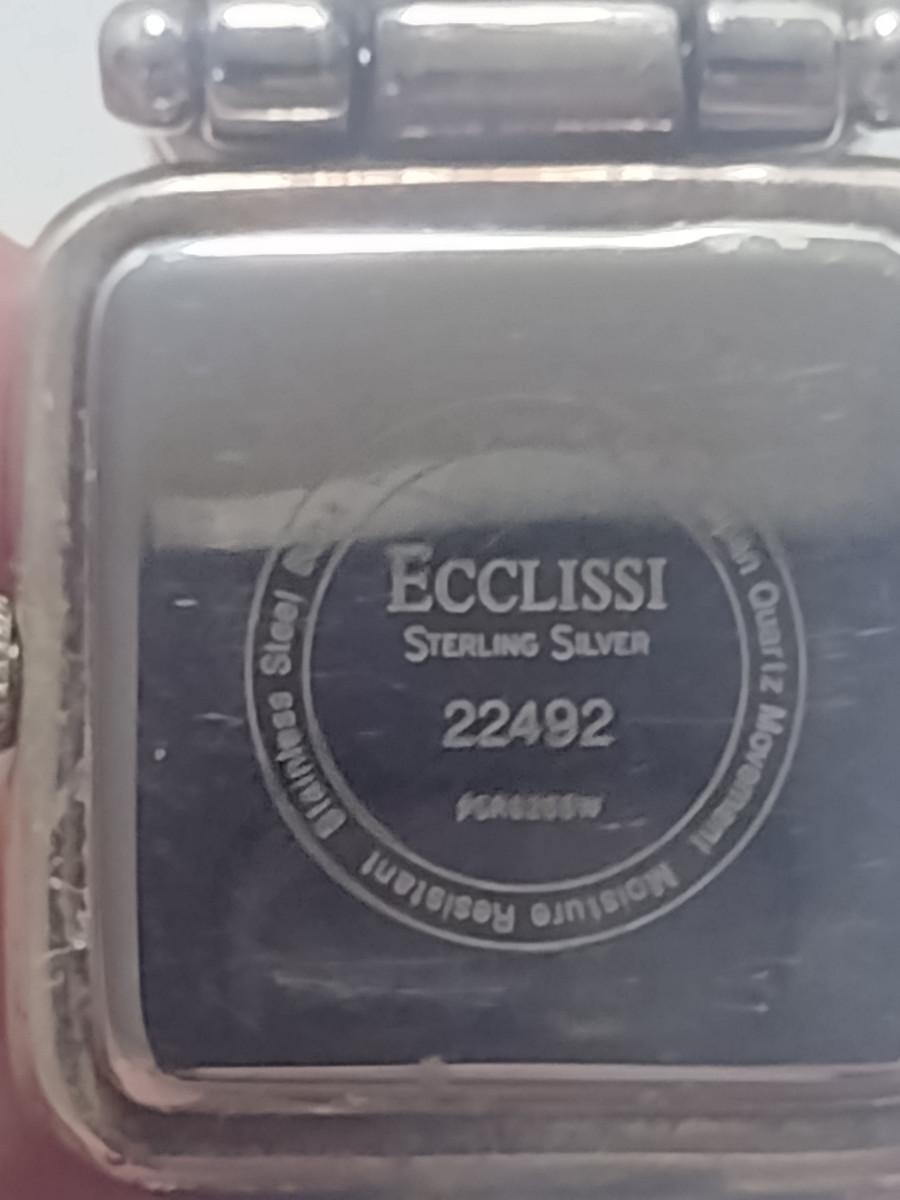 ECCLISSI
STERLING SILVER
22492
Quartz Movement Moisture Resistant Stainless Steel